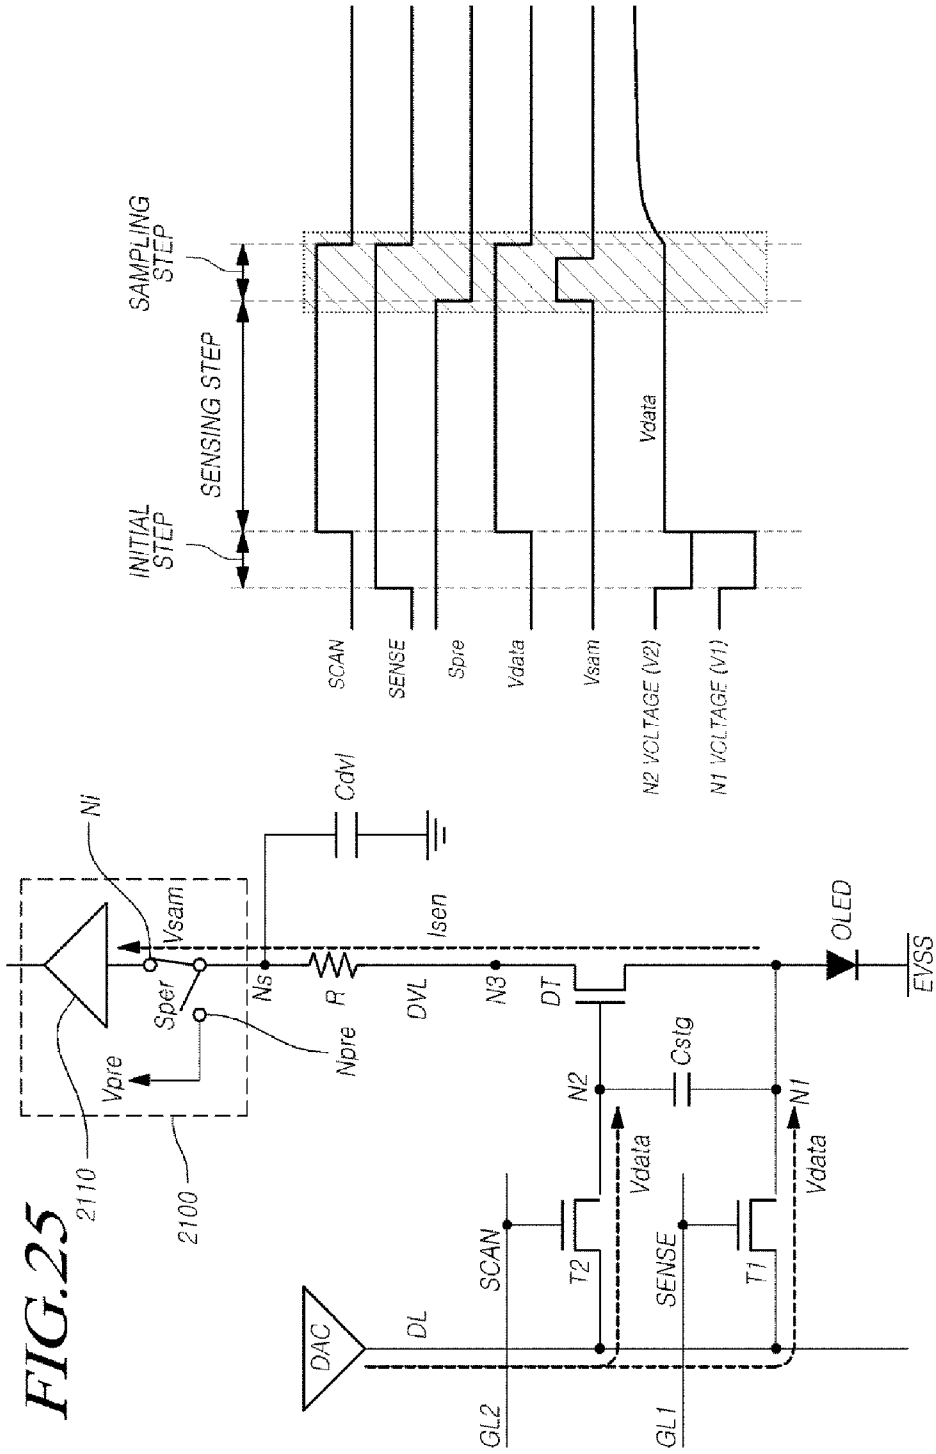 FIG.25
2110
2100
Vpre
Sper
Vsam
Ni
Npre
Ns
Cdvl
R
DVL
Isen
N3
DT
DAC
DL
GL2
SCAN
T2
N2
Vdata
Cstg
GL1
SENSE
T1
N1
Vdata
OLED
EVSS
INITIAL
STEP
SENSING STEP
SAMPLING
STEP
SCAN
SENSE
Spre
Vdata
Vsam
N2 VOLTAGE (V2)
Vdata
N1 VOLTAGE (V1)